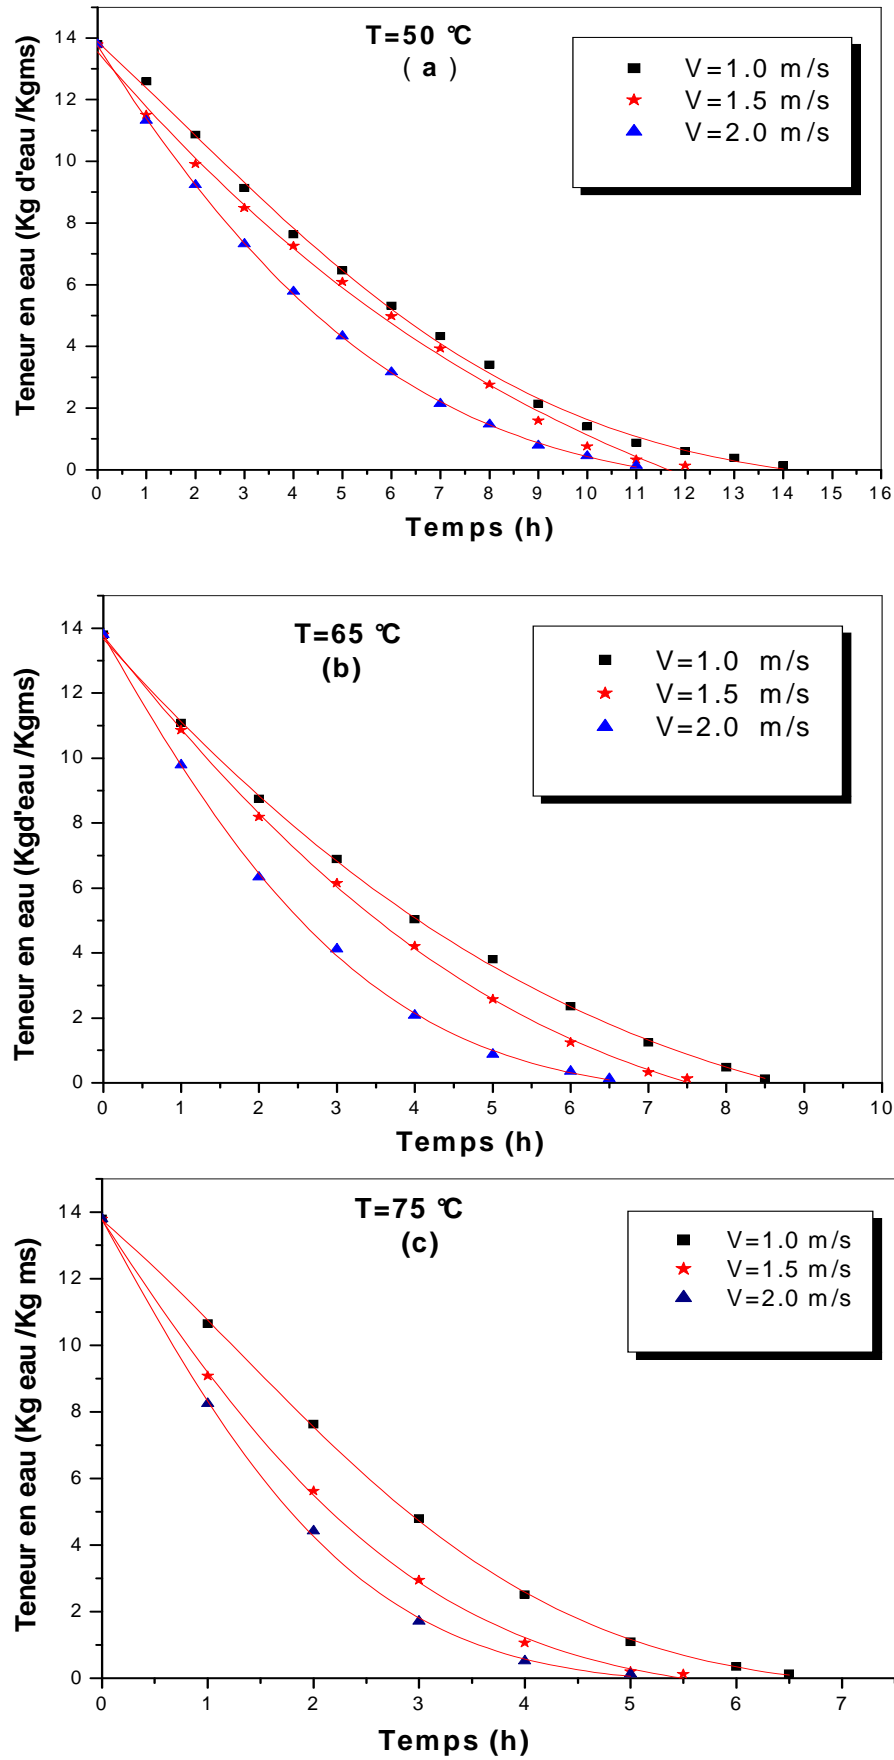 T=50 °C
( a )
V=1.0 m/s
V=1.5 m/s
V=2.0 m/s
Teneur en eau (Kg d'eau /Kgms)
14
12
10
8
6
4
2
0
0 1 2 3 4 5 6 7 8 9 10 11 12 13 14 15 16
Temps (h)
T=65 °C
(b)
V=1.0 m/s
V=1.5 m/s
V=2.0 m/s
Teneur en eau (Kgd'eau /Kgms)
14
12
10
8
6
4
2
0
0 1 2 3 4 5 6 7 8 9 10
Temps (h)
T=75 °C
(c)
V=1.0 m/s
V=1.5 m/s
V=2.0 m/s
Teneur en eau (Kg eau /Kg ms)
14
12
10
8
6
4
2
0
0 1 2 3 4 5 6 7
Temps (h)